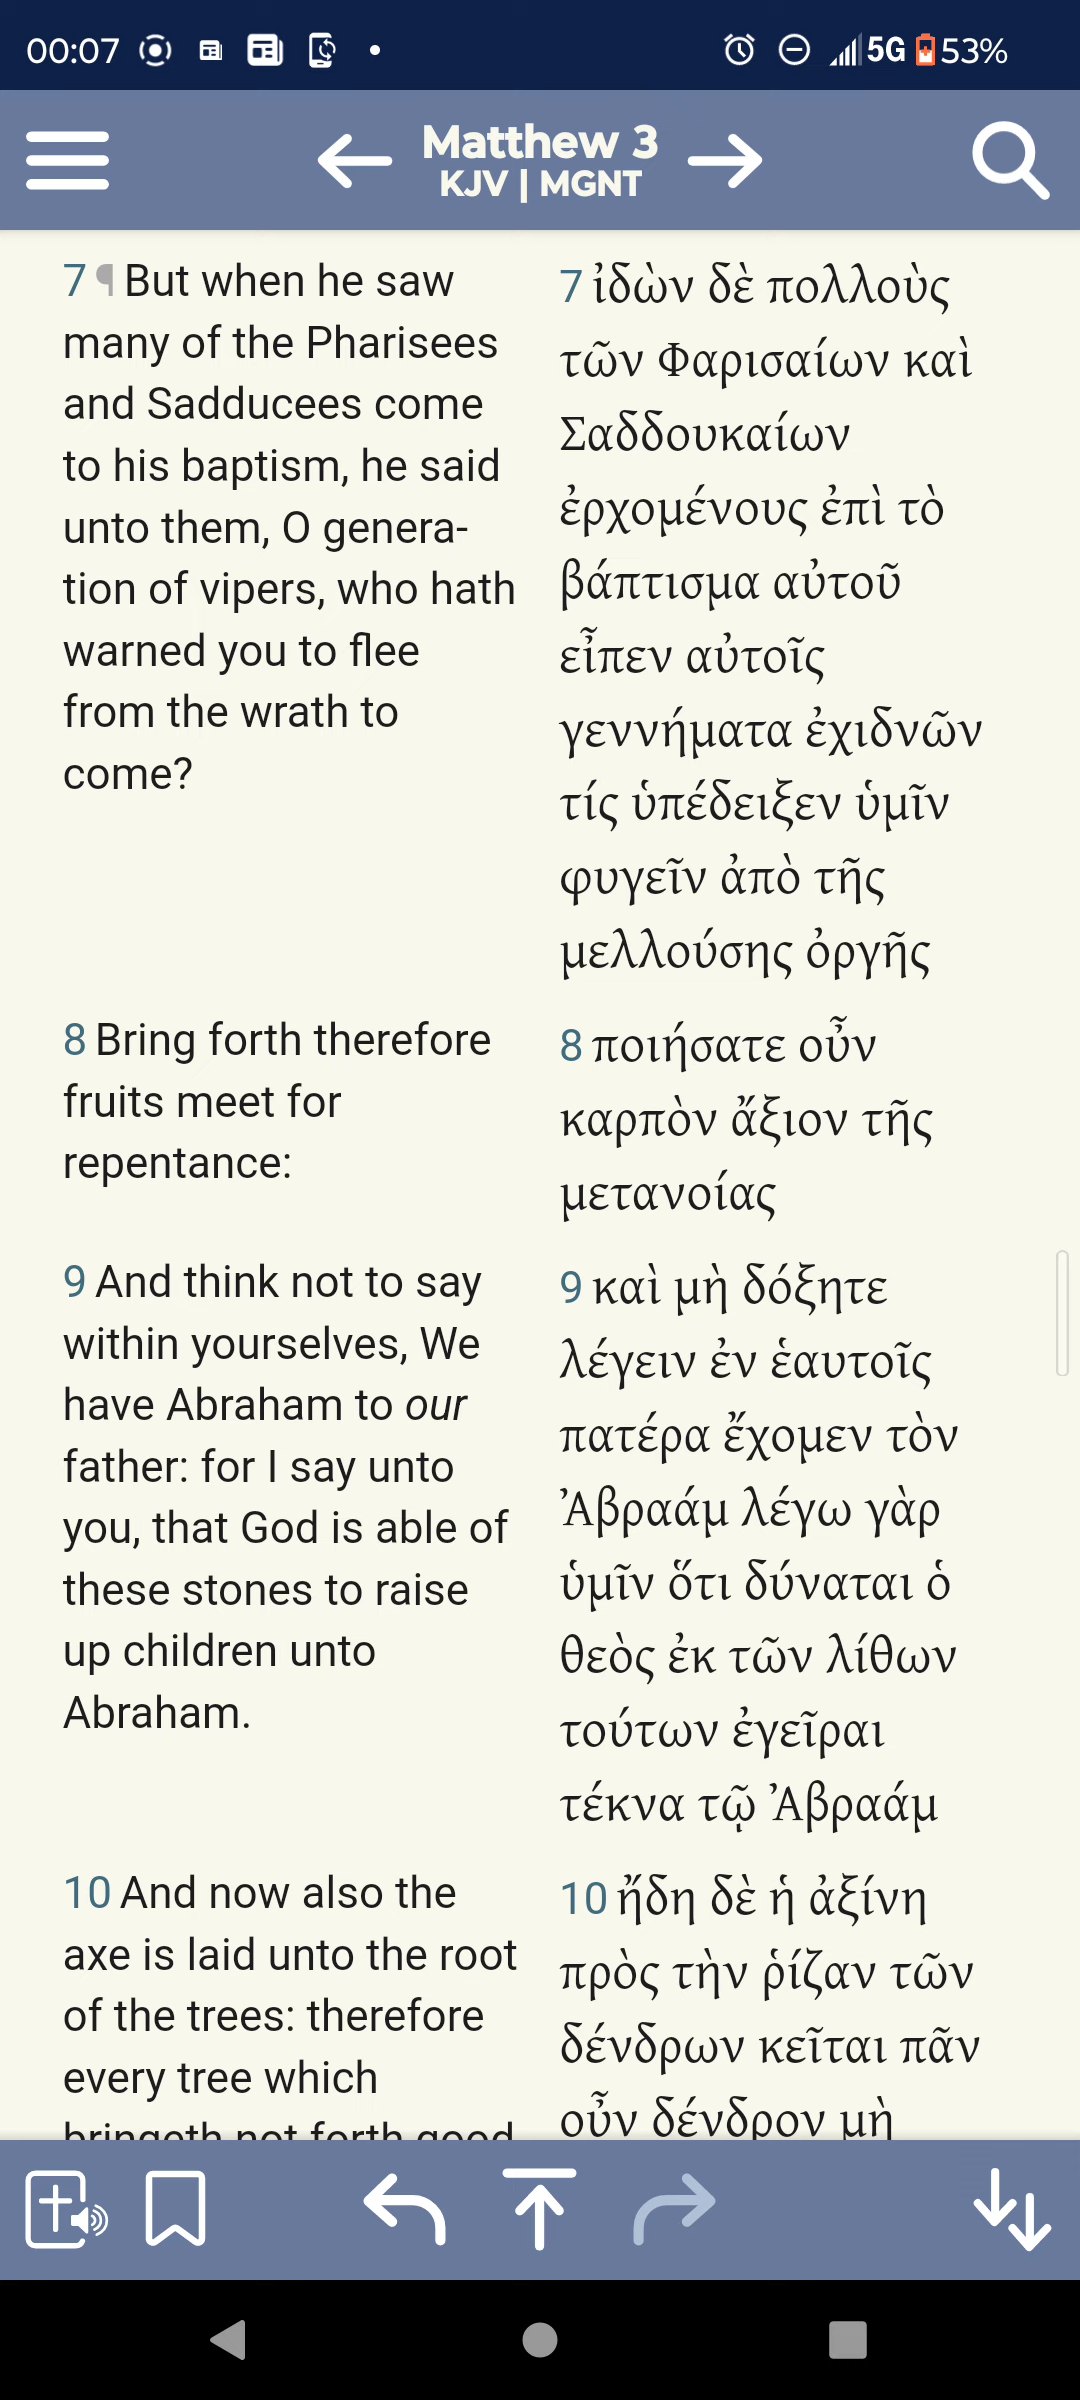 00:07
5G 53%
Matthew 3
KJV | MGNT
7 ¶ But when he saw
many of the Pharisees
and Sadducees come
to his baptism, he said
unto them, O genera-
tion of vipers, who hath
warned you to flee
from the wrath to
come?
7 ἰδὼν δὲ πολλοὺς
τῶν Φαρισαίων καὶ
Σαδδουκαίων
ἐρχομένους ἐπὶ τὸ
βάπτισμα αὐτοῦ
εἶπεν αὐτοῖς
γεννήματα ἐχιδνῶν
τίς ὑπέδειξεν ὑμῖν
φυγεῖν ἀπὸ τῆς
μελλούσης ὀργῆς
8 Bring forth therefore
fruits meet for
repentance:
8 ποιήσατε οὖν
καρπὸν ἄξιον τῆς
μετανοίας
9 And think not to say
within yourselves, We
have Abraham to our
father: for I say unto
you, that God is able of
these stones to raise
up children unto
Abraham.
9 καὶ μὴ δόξητε
λέγειν ἐν ἑαυτοῖς
πατέρα ἔχομεν τὸν
Ἀβραάμ λέγω γὰρ
ὑμῖν ὅτι δύναται ὁ
θεὸς ἐκ τῶν λίθων
τούτων ἐγεῖραι
τέκνα τῷ Ἀβραάμ
10 And now also the
axe is laid unto the root
of the trees: therefore
every tree which
bringeth not forth good
10 ἤδη δὲ ἡ ἀξίνη
πρὸς τὴν ῥίζαν τῶν
δένδρων κεῖται πᾶν
οὖν δένδρον μὴ